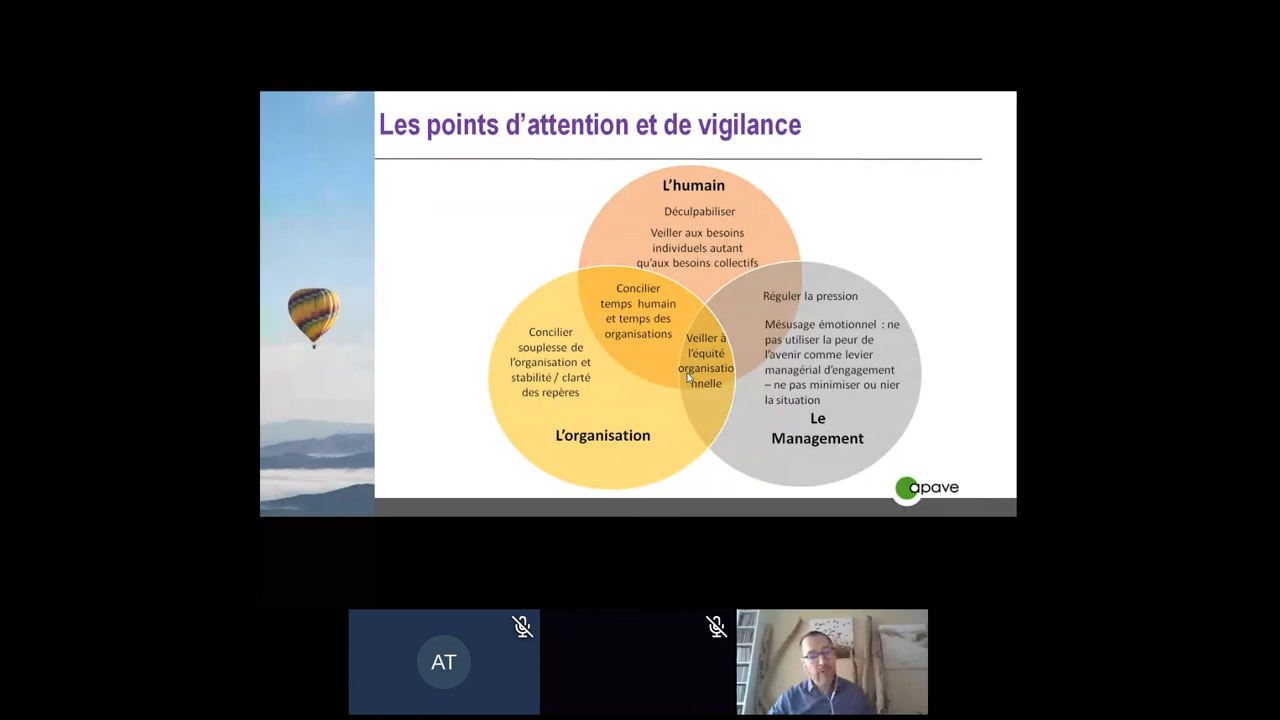 Les points d'attention et de vigilance
L'humain
Déculpabiliser
Veiller aux besoins
individuels autant
qu'aux besoins collectifs
Concilier
temps humain
et temps des
organisations
Concilier
souplesse de
l'organisation et
stabilité / clarté
des repères
L'organisation
Veiller à
l'équité
organisatio
nnelle
Réguler la pression
Mésusage émotionnel : ne
pas utiliser la peur de
l'avenir comme levier
managérial d'engagement
– ne pas minimiser ou nier
la situation
Le
Management
apave
AT